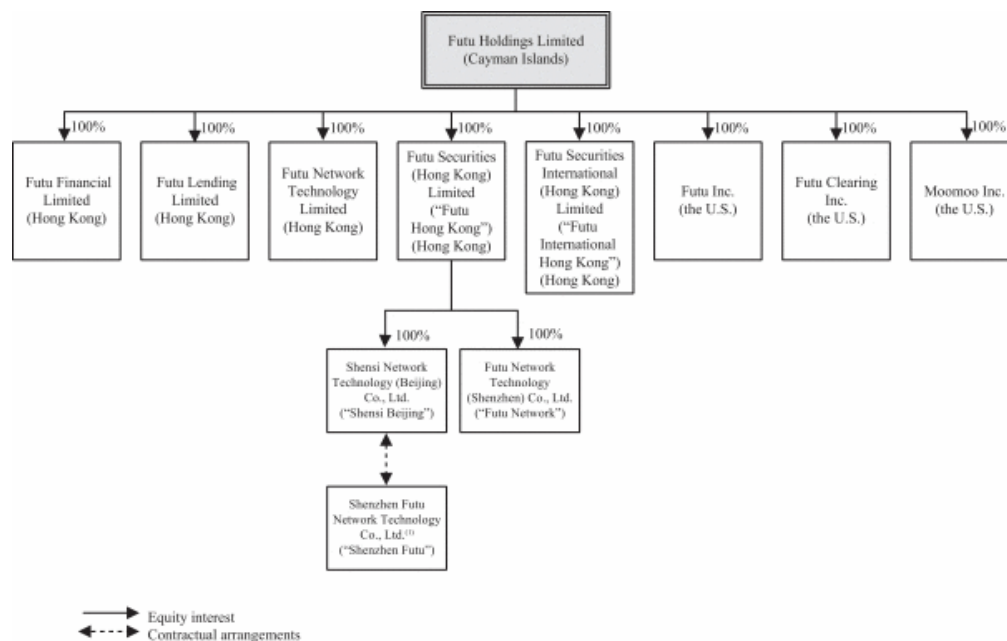 Futu Holdings Limited
(Cayman Islands)
100%
100%
100%
100%
100%
100%
100%
100%
Futu Financial
Limited
(Hong Kong)
Futu Lending
Limited
(Hong Kong)
Futu Network
Technology
Limited
(Hong Kong)
Futu Securities
(Hong Kong)
Limited
(“Futu
Hong Kong”)
(Hong Kong)
Futu Securities
International
(Hong Kong)
Limited
(“Futu
International
Hong Kong”)
(Hong Kong)
Futu Inc.
(the U.S.)
Futu Clearing
Inc.
(the U.S.)
Moomoo Inc.
(the U.S.)
100%
100%
Shensi Network
Technology (Beijing)
Co., Ltd.
(“Shensi Beijing”)
Futu Network
Technology
(Shenzhen) Co., Ltd.
(“Futu Network”)
Shenzhen Futu
Network Technology
Co., Ltd.(1)
(“Shenzhen Futu”)
Equity interest
Contractual arrangements